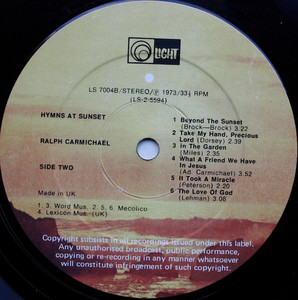 LIGHT
LS 7004B/STEREO/℗ 1973/33⅓ RPM
(LS-2-5594)
HYMNS AT SUNSET
RALPH CARMICHAEL
SIDE TWO
Made in UK
1 Beyond The Sunset
(Brock—Brock) 3.22
2 Take My Hand, Precious
Lord (Dorsey) 2.39
3 In The Garden
(Miles) 2.35
4 What A Friend We Have
In Jesus
(Ad. Carmichael) 4.23
5 It Took A Miracle
(Peterson) 2.20
6 The Love Of God
(Lehman) 3.06
1. 3. Word Mus. 2. 5. 6. Mecolico
4. Lexicon Mus. (UK)
Copyright subsists in all recordings issued under this label.
Any unauthorised broadcast, public performance,
copying or re-recording in any manner whatsoever
will constitute infringement of such copyright.